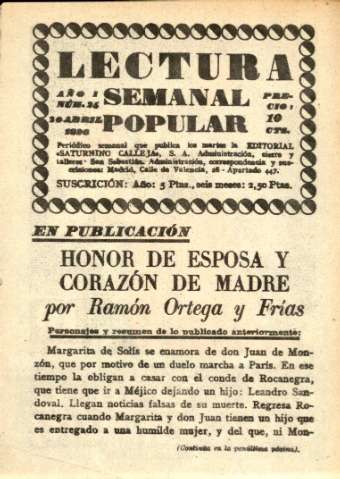 LECTURA
AÑO I SEMANAL PRE-
NÚM. 24 CIO:
20 ABRIL POPULAR 10
CTS.
Periódico semanal que publica los martes la EDITORIAL
«SATURNINO CALLEJA», S. A. Administración, cierre y
talleres: San Sebastián. Administración, correspondencia y sus-
criciones: Madrid, Calle de Valencia, 28 - Apartado 447.
SUSCRICIÓN: Año: 5 Ptas., seis meses: 2,50 Ptas.
EN PUBLICACIÓN
HONOR DE ESPOSA Y
CORAZÓN DE MADRE
por Ramón Ortega y Frías
Personajes y resumen de lo publicado anteriormente:
Margarita de Solís se enamora de don Juan de Mon-
zón, que por motivo de un duelo marcha a París. En ese
tiempo la obligan a casar con el conde de Rocanegra,
que tiene que ir a Méjico dejando un hijo: Leandro San-
doval. Llegan noticias falsas de su muerte. Regresa Ro-
canegra cuando Margarita y don Juan tienen un hijo que
es entregado a una humilde mujer, y del que, ni Mon-
(Continúa en la penúltima página).